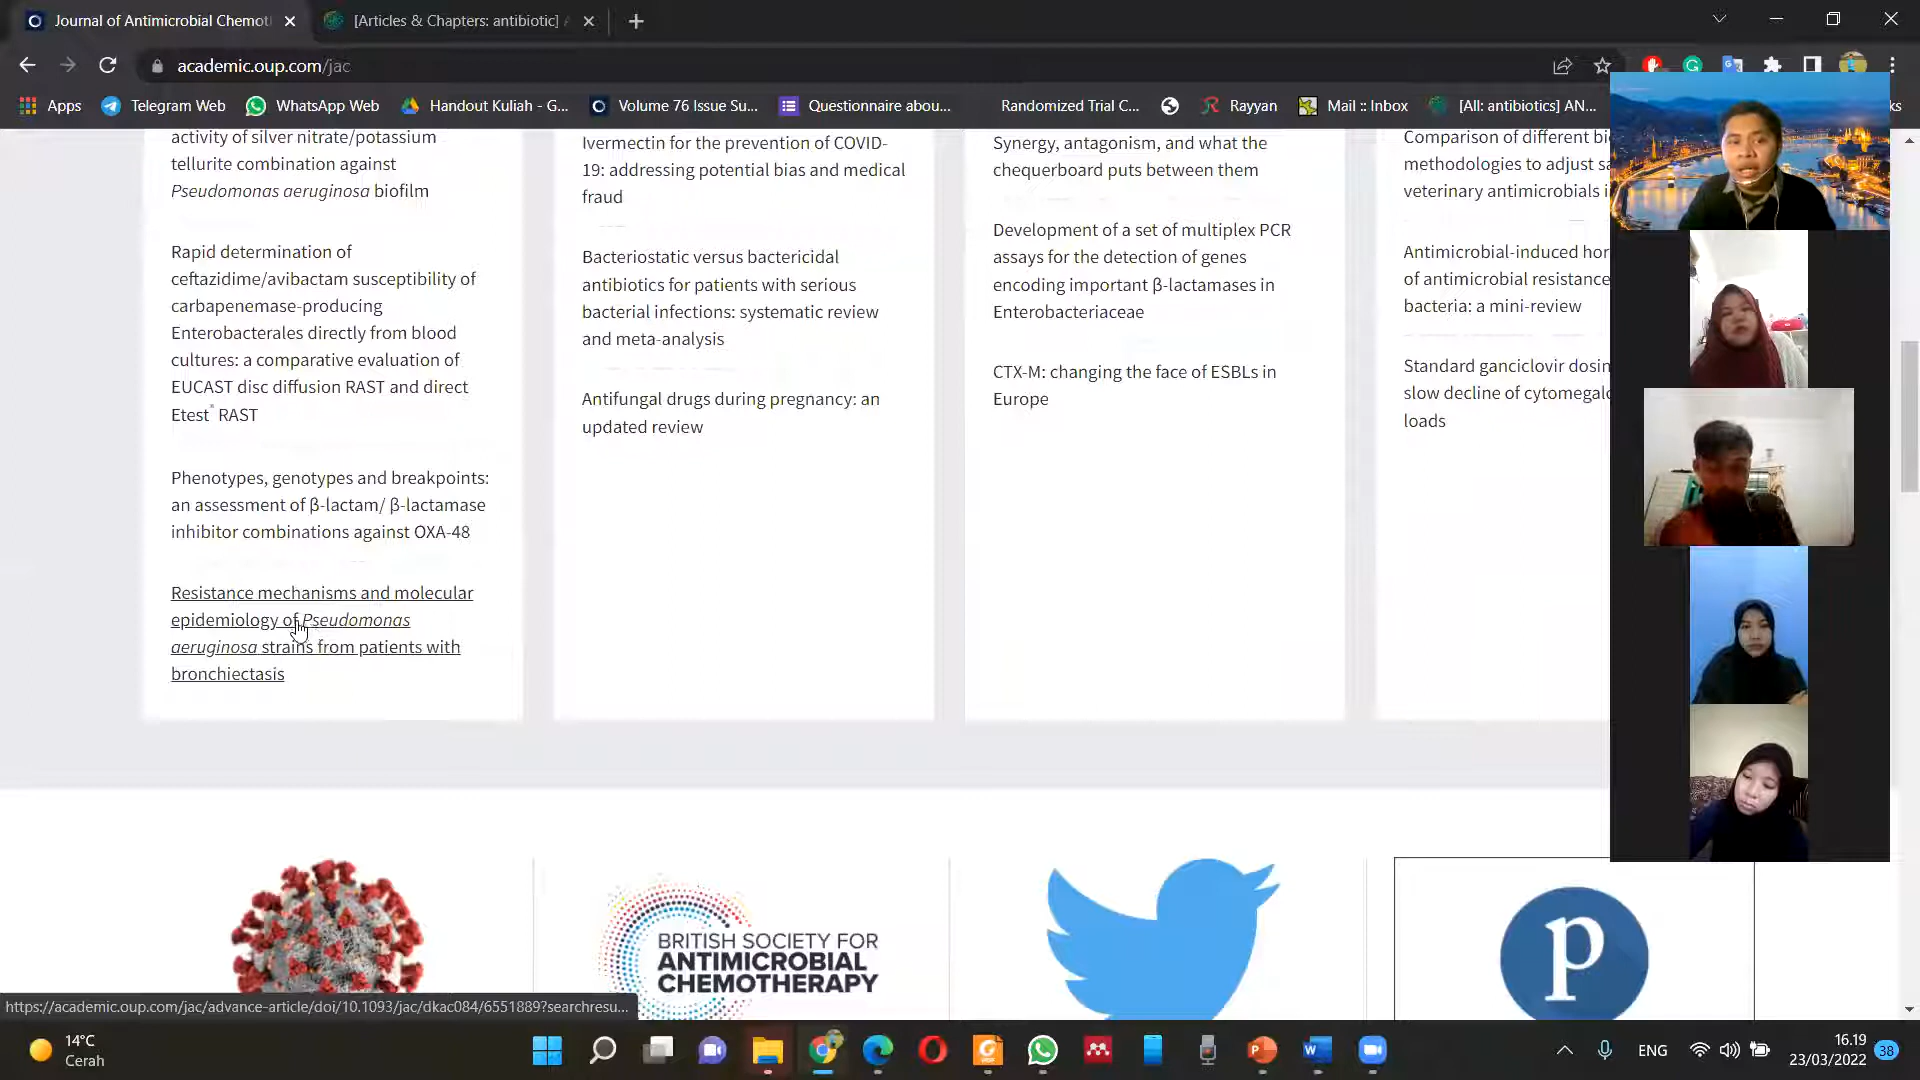 Journal of Antimicrobial Chemot
[Articles & Chapters: antibiotic] A
academic.oup.com/jac
Apps
Telegram Web
WhatsApp Web
Handout Kuliah - G...
Volume 76 Issue Su...
Questionnaire abou...
Randomized Trial C...
Rayyan
Mail :: Inbox
[All: antibiotics] AN...
activity of silver nitrate/potassium
tellurite combination against
Pseudomonas aeruginosa biofilm
Rapid determination of
ceftazidime/avibactam susceptibility of
carbapenemase-producing
Enterobacterales directly from blood
cultures: a comparative evaluation of
EUCAST disc diffusion RAST and direct
Etest® RAST
Phenotypes, genotypes and breakpoints:
an assessment of β-lactam/ β-lactamase
inhibitor combinations against OXA-48
Resistance mechanisms and molecular
epidemiology of Pseudomonas
aeruginosa strains from patients with
bronchiectasis
Ivermectin for the prevention of COVID-
19: addressing potential bias and medical
fraud
Bacteriostatic versus bactericidal
antibiotics for patients with serious
bacterial infections: systematic review
and meta-analysis
Antifungal drugs during pregnancy: an
updated review
Synergy, antagonism, and what the
chequerboard puts between them
Development of a set of multiplex PCR
assays for the detection of genes
encoding important β-lactamases in
Enterobacteriaceae
CTX-M: changing the face of ESBLs in
Europe
Comparison of different bi
methodologies to adjust sa
veterinary antimicrobials i
Antimicrobial-induced hor
of antimicrobial resistance
bacteria: a mini-review
Standard ganciclovir dosin
slow decline of cytomegalo
loads
BRITISH SOCIETY FOR
ANTIMICROBIAL
CHEMOTHERAPY
p
https://academic.oup.com/jac/advance-article/doi/10.1093/jac/dkac084/6551889?searchresu...
14°C
Cerah
ENG
16.19
23/03/2022
38